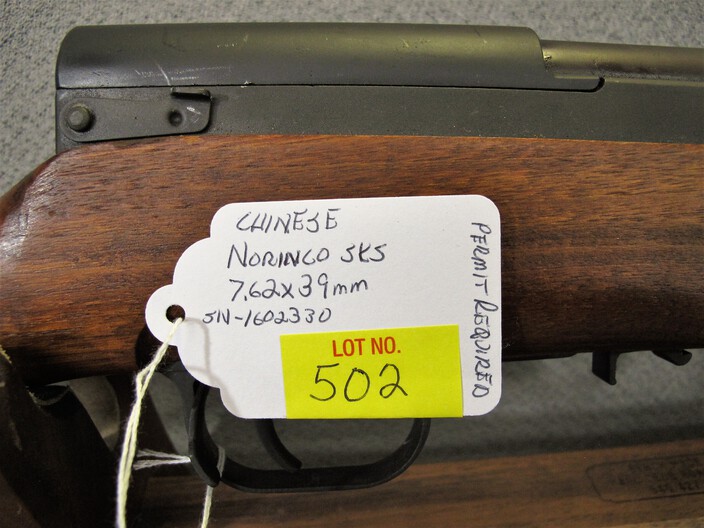 CHINESE
NORINCO SKS
7.62x39mm
SN-1602330
LOT NO.
502
PERMIT REQUIRED